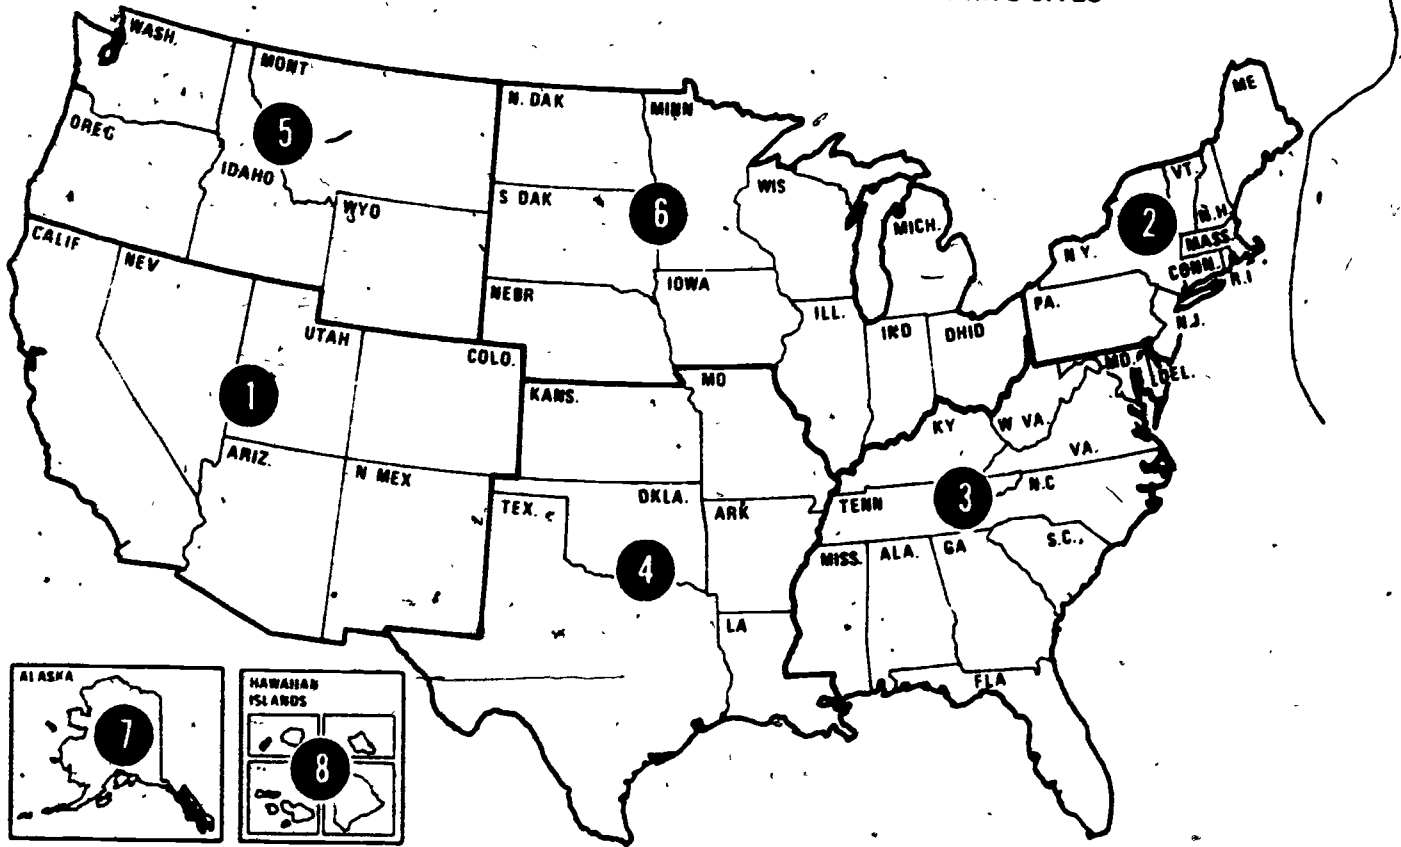 WASH.
MONT
OREG
5
IDAHO
WYO
N. DAK
MINN
S DAK
6
WIS
MICH.
ME
VT.
N.H.
2
MASS.
N Y.
CONN.
R.I
CALIF
NEV
NEBR
IOWA
ILL.
IND
OHIO
PA.
N.J.
UTAH
COLO.
MD.
DEL.
1
KANS.
MO
KY
W VA.
VA.
ARIZ.
N MEX
OKLA.
TEX.
ARK
TENN
3
N.C
MISS.
ALA.
GA
S.C.
4
LA
FLA
ALASKA
7
HAWAIIAN
ISLANDS
8